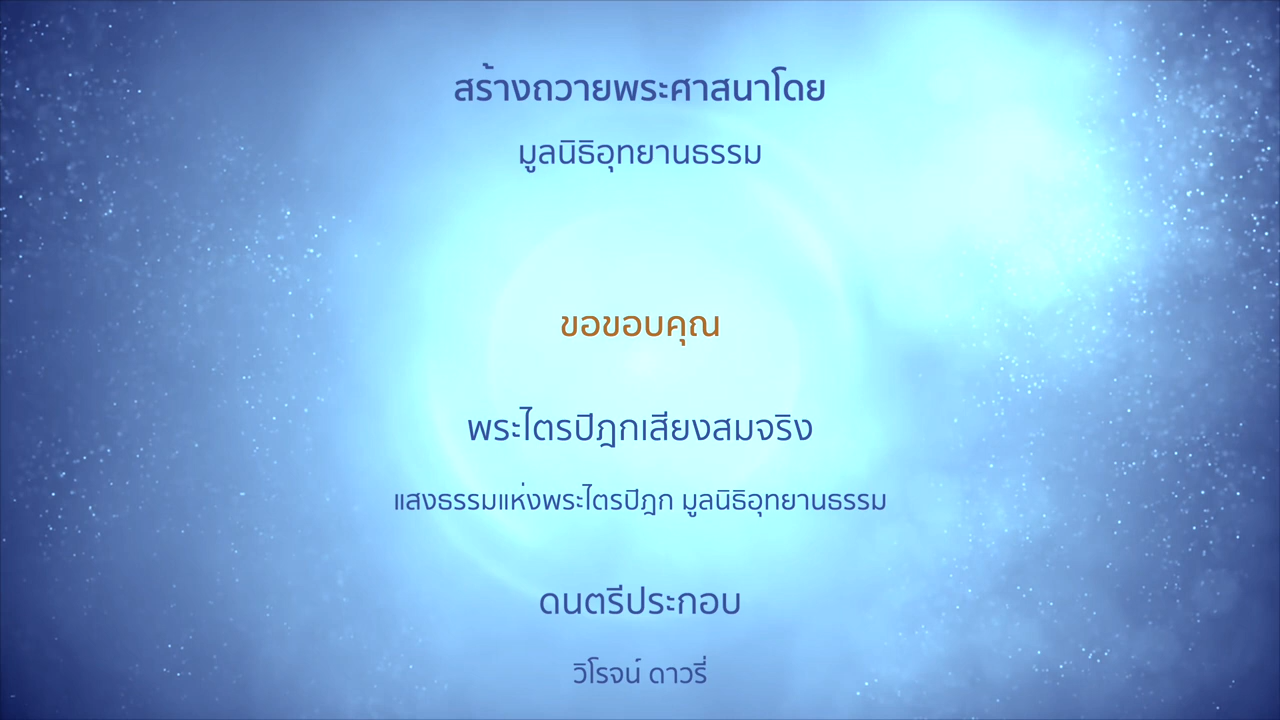 สร้างถวายพระศาสนาโดย
มูลนิธิอุทยานธรรม
ขอขอบคุณ
พระไตรปิฎกเสียงสมจริง
แสงธรรมแห่งพระไตรปิฎก มูลนิธิอุทยานธรรม
ดนตรีประกอบ
วิโรจน์ ดาวรี่